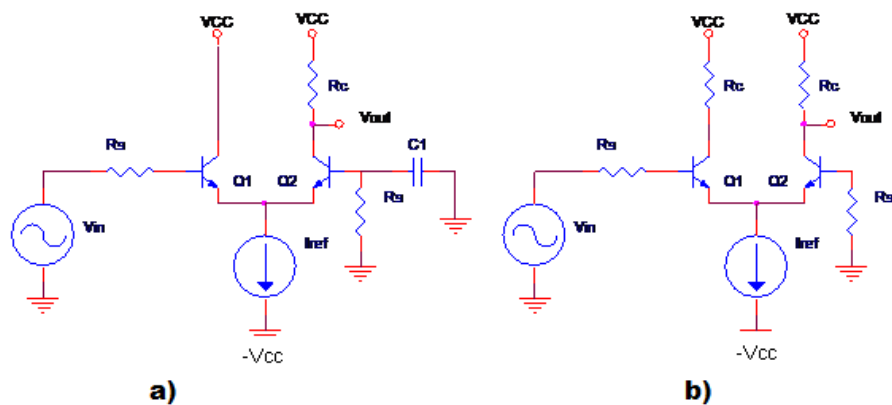 VCC VCC VCC VCC
Rc Rc Rc
Vout Vout
Rs C1 Rs
Q1 Q2 Q1 Q2
Rs Rs
Vin Iref Vin Iref
-Vcc -Vcc
a) b)